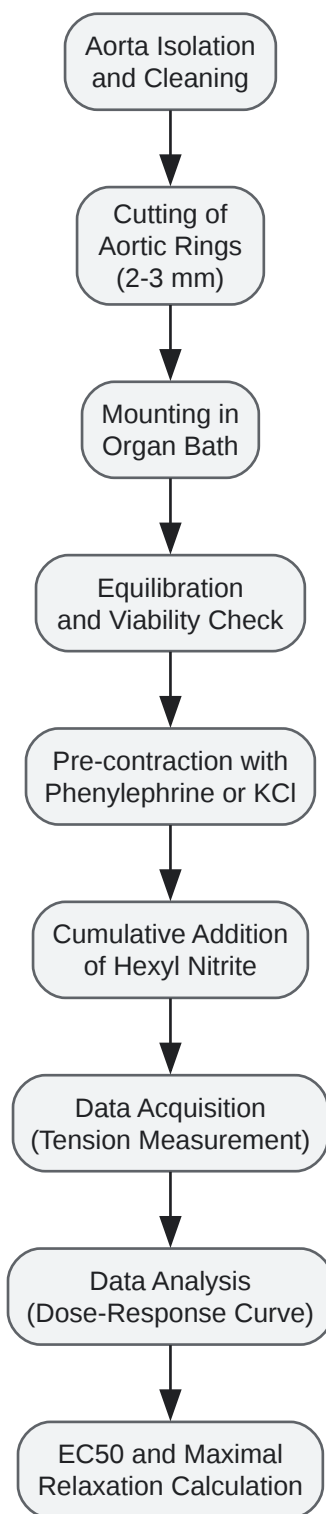 Aorta Isolation
and Cleaning
Cutting of
Aortic Rings
(2-3 mm)
Mounting in
Organ Bath
Equilibration
and Viability Check
Pre-contraction with
Phenylephrine or KCl
Cumulative Addition
of Hexyl Nitrite
Data Acquisition
(Tension Measurement)
Data Analysis
(Dose-Response Curve)
EC50 and Maximal
Relaxation Calculation